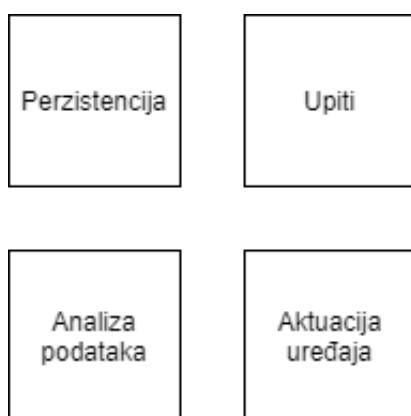 Perzistencija
Upiti
Analiza
podataka
Aktuacija
uređaja